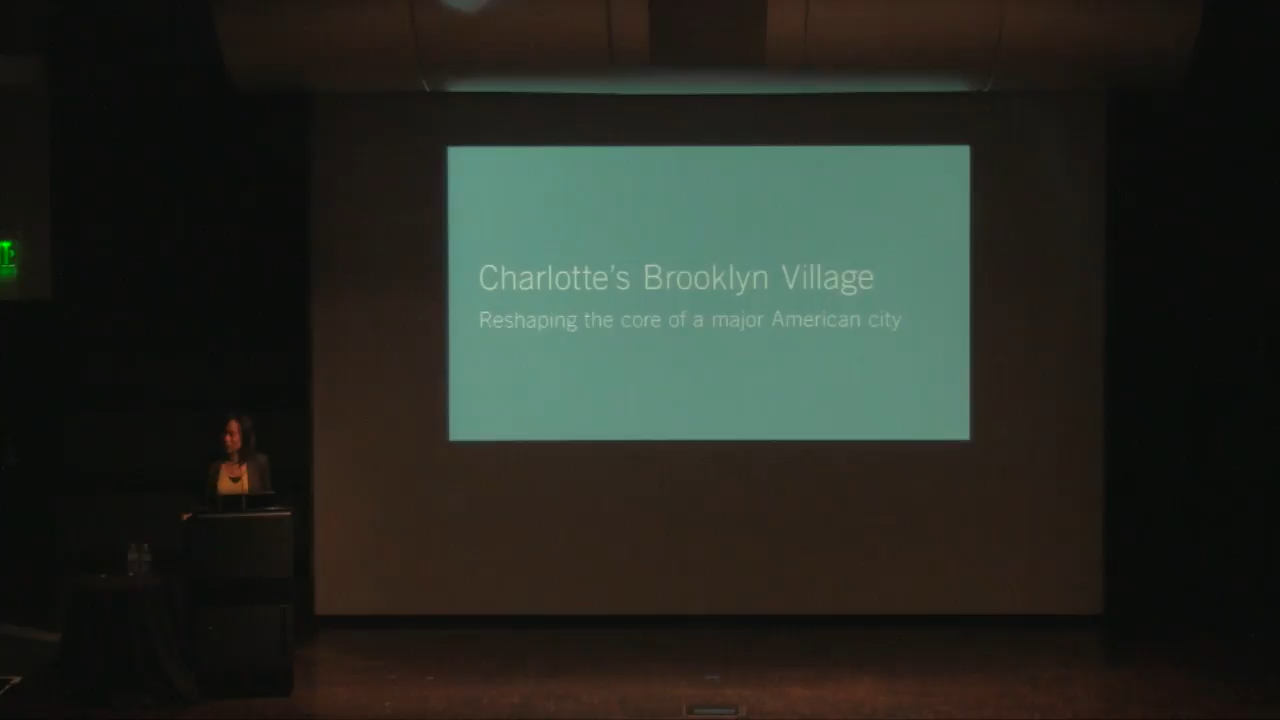 Charlotte's Brooklyn Village
Reshaping the core of a major American city